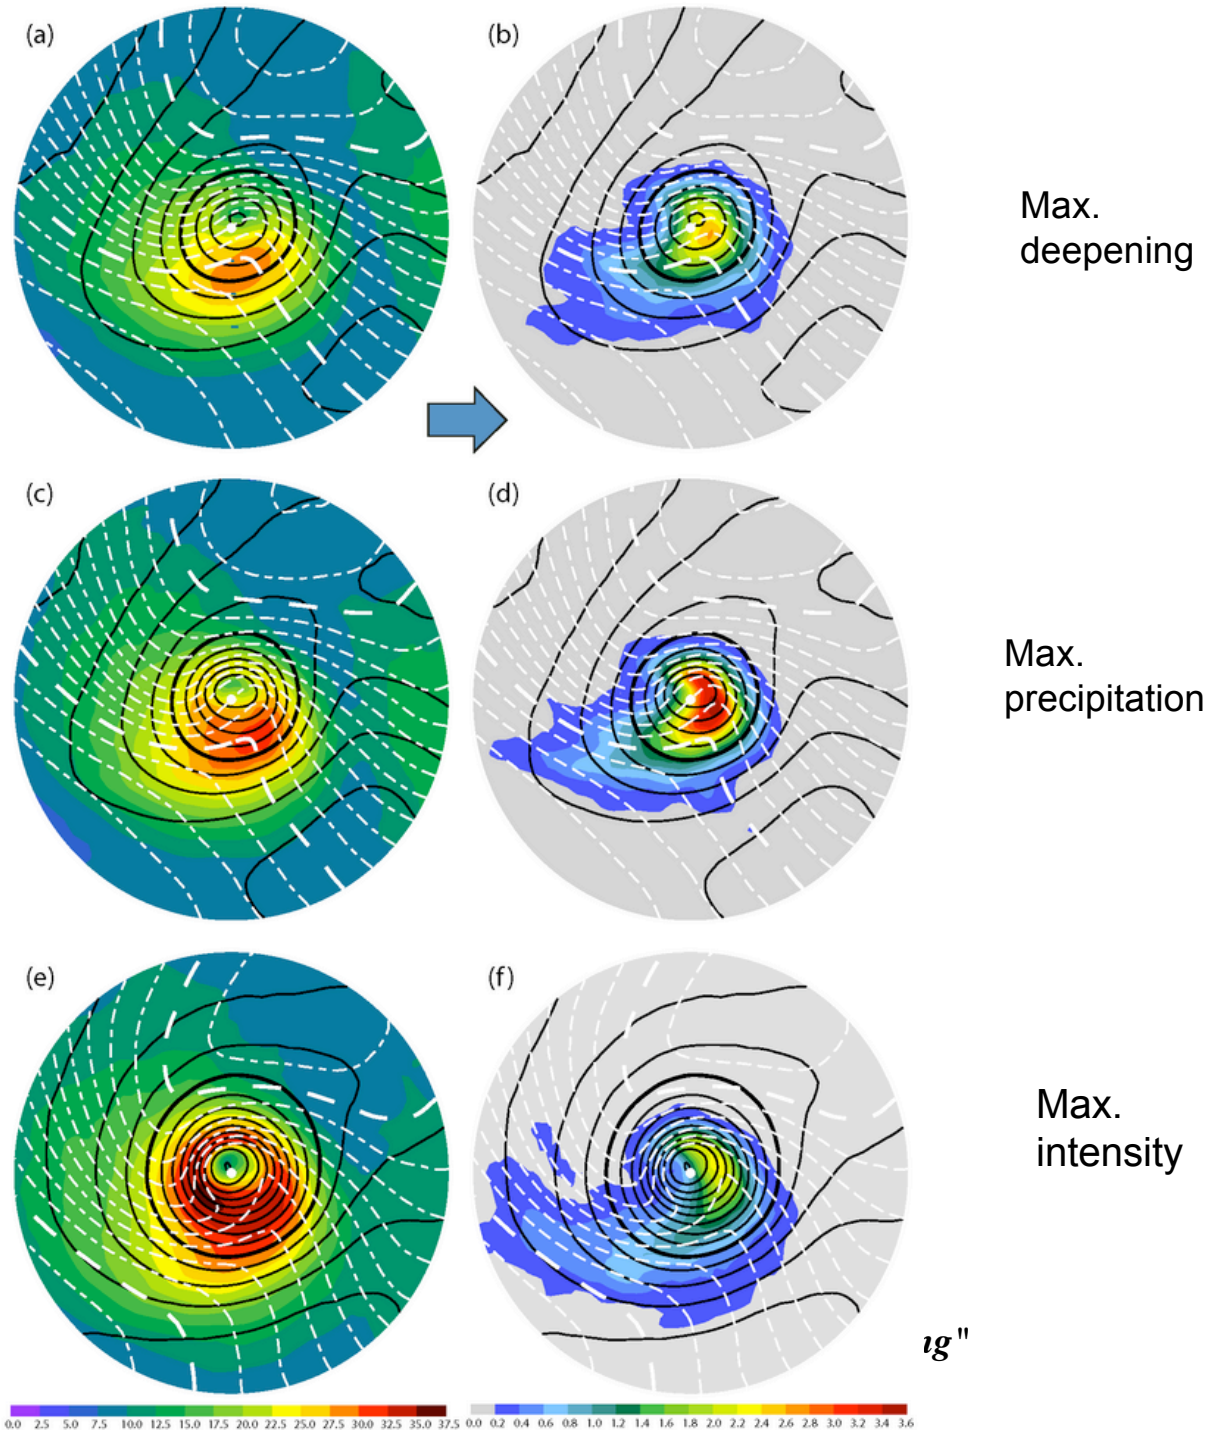 (a)
(b)
Max.
deepening
(c)
(d)
Max.
precipitation
(e)
(f)
Max.
intensity
ıg"
0.0 2.5 5.0 7.5 10.0 12.5 15.0 17.5 20.0 22.5 25.0 27.5 30.0 32.5 35.0 37.5
0.0 0.2 0.4 0.6 0.8 1.0 1.2 1.4 1.6 1.8 2.0 2.2 2.4 2.6 2.8 3.0 3.2 3.4 3.6